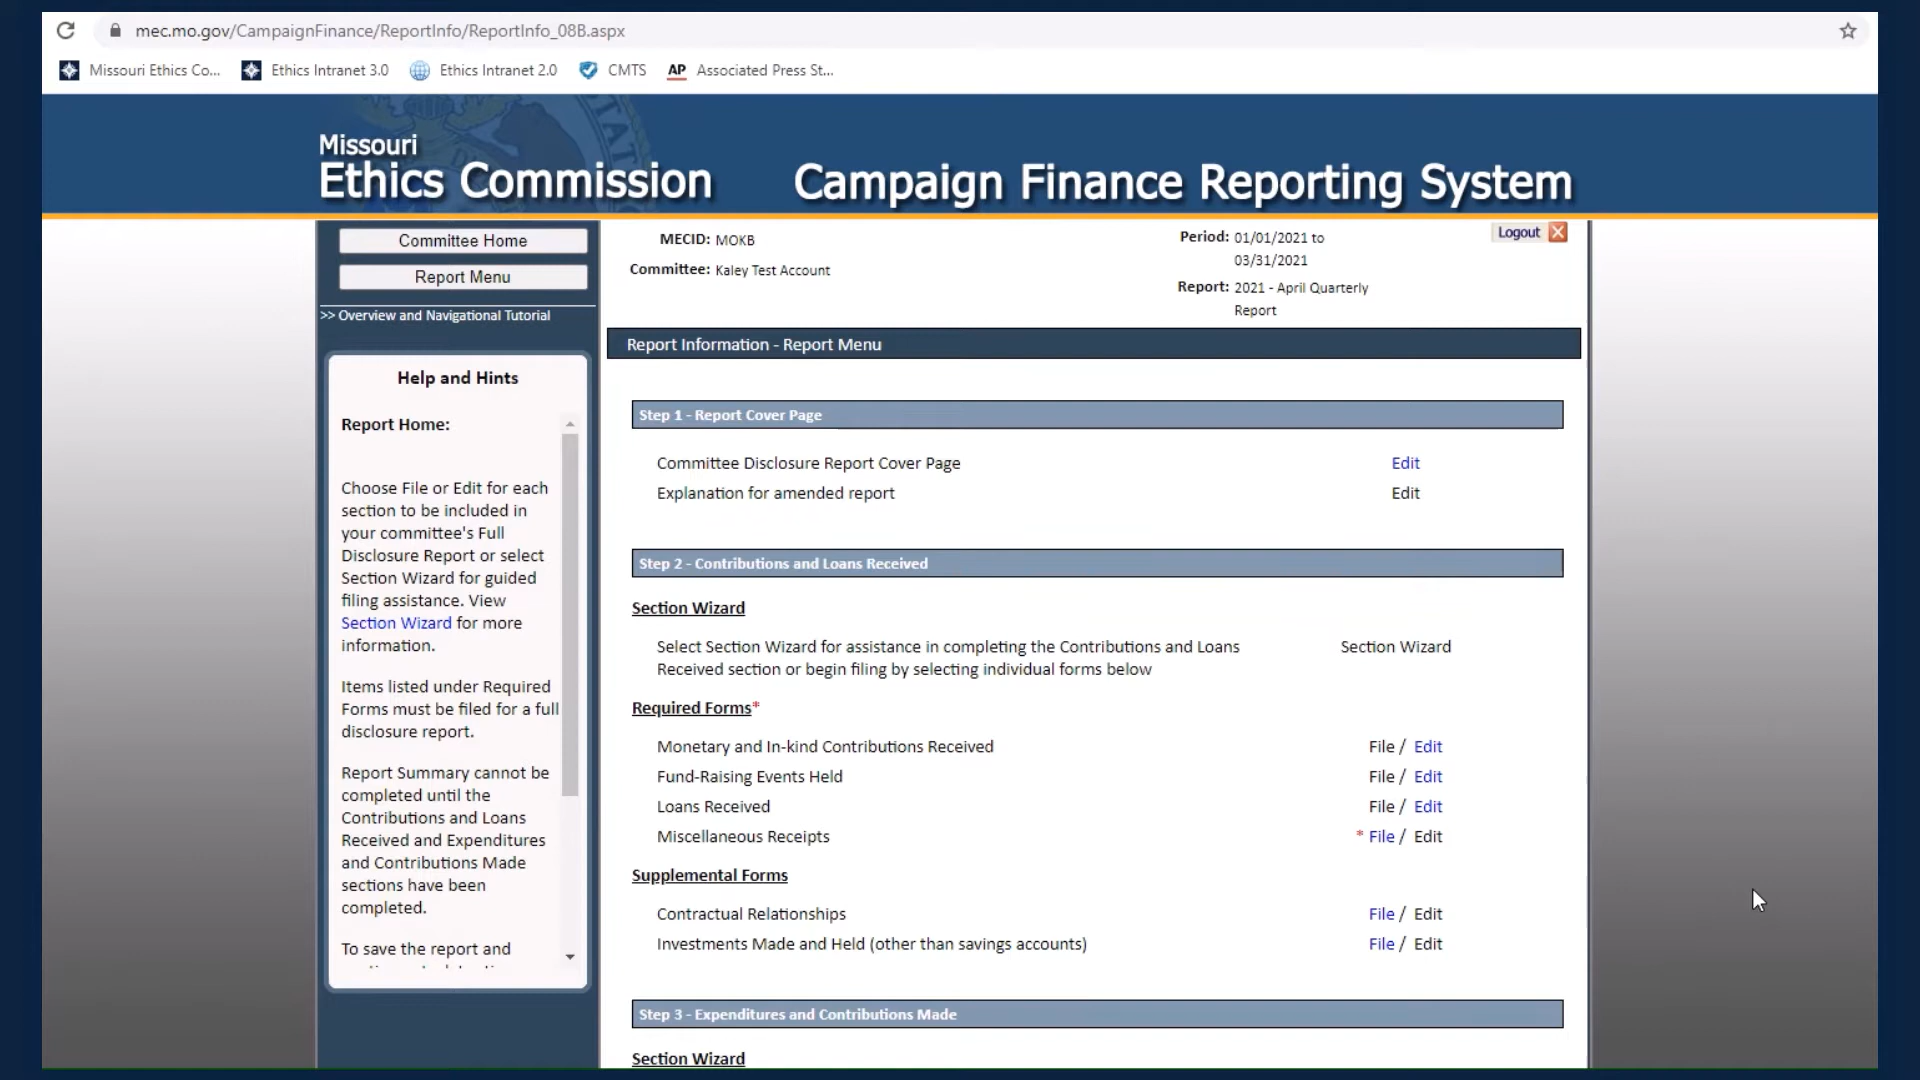 mec.mo.gov/CampaignFinance/ReportInfo/ReportInfo_08B.aspx
Missouri Ethics Co... Ethics Intranet 3.0 Ethics Intranet 2.0 CMTS AP Associated Press St...
Missouri
Ethics Commission Campaign Finance Reporting System
Committee Home
Report Menu
>> Overview and Navigational Tutorial
Help and Hints
Report Home:
Choose File or Edit for each
section to be included in
your committee's Full
Disclosure Report or select
Section Wizard for guided
filing assistance. View
Section Wizard for more
information.
Items listed under Required
Forms must be filed for a full
disclosure report.
Report Summary cannot be
completed until the
Contributions and Loans
Received and Expenditures
and Contributions Made
sections have been
completed.
To save the report and
MECID: MOKB
Committee: Kaley Test Account
Period: 01/01/2021 to
03/31/2021
Report: 2021 - April Quarterly
Report
Logout X
Report Information - Report Menu
Step 1 - Report Cover Page
Committee Disclosure Report Cover Page Edit
Explanation for amended report Edit
Step 2 - Contributions and Loans Received
Section Wizard
Select Section Wizard for assistance in completing the Contributions and Loans Section Wizard
Received section or begin filing by selecting individual forms below
Required Forms*
Monetary and In-kind Contributions Received File / Edit
Fund-Raising Events Held File / Edit
Loans Received File / Edit
Miscellaneous Receipts * File / Edit
Supplemental Forms
Contractual Relationships File / Edit
Investments Made and Held (other than savings accounts) File / Edit
Step 3 - Expenditures and Contributions Made
Section Wizard